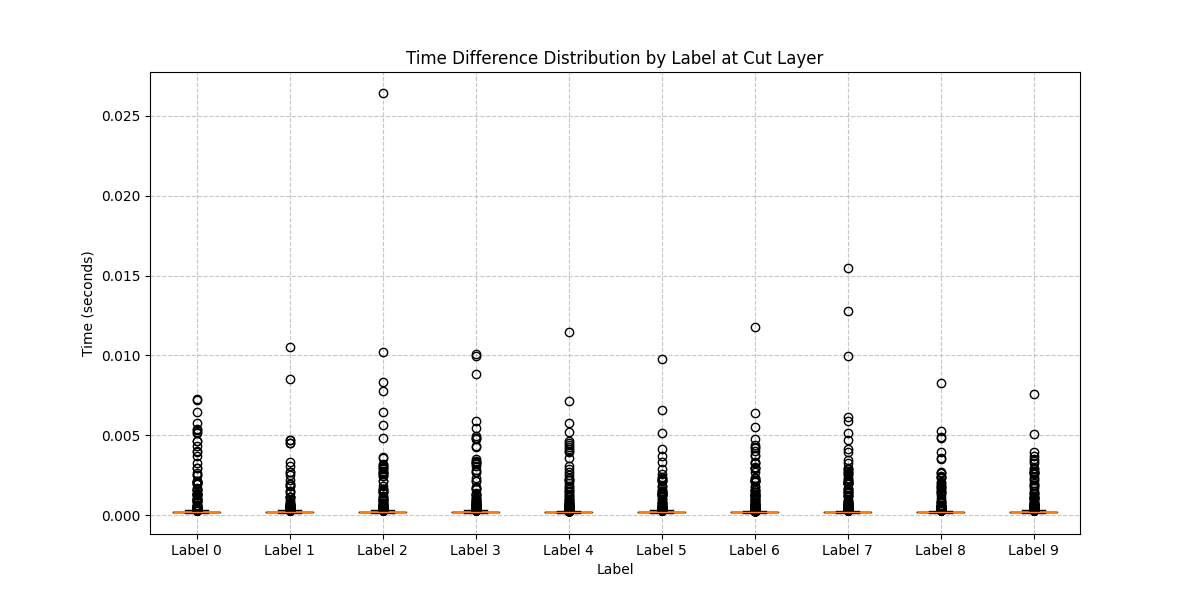 Time Difference Distribution by Label at Cut Layer
0.025
0.020
0.015
0.010
0.005
0.000
Time (seconds)
Label 0 Label 1 Label 2 Label 3 Label 4 Label 5 Label 6 Label 7 Label 8 Label 9
Label